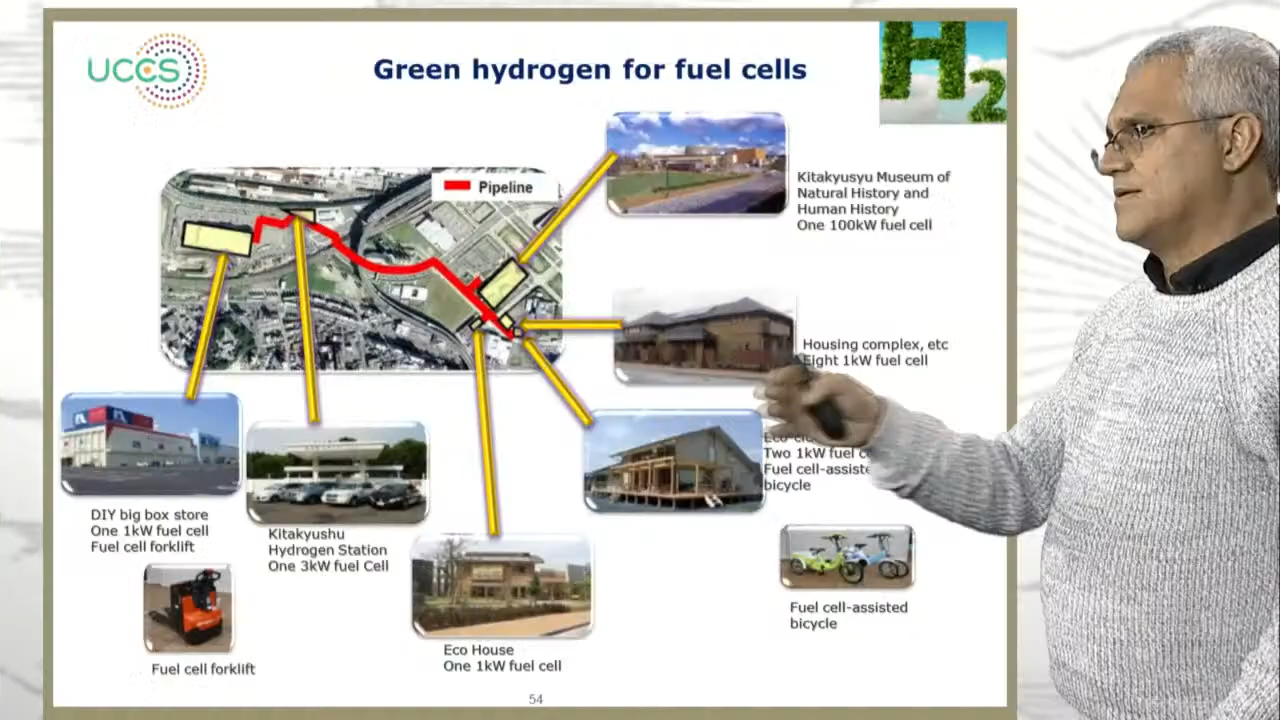 UCCS
Green hydrogen for fuel cells
H2
Pipeline
Kitakyusyu Museum of
Natural History and
Human History
One 100kW fuel cell
Housing complex, etc
Eight 1kW fuel cell
Two 1kW fuel
Fuel cell-assiste
bicycle
DIY big box store
One 1kW fuel cell
Fuel cell forklift
Kitakyushu
Hydrogen Station
One 3kW fuel Cell
Eco House
One 1kW fuel cell
Fuel cell-assisted
bicycle
Fuel cell forklift
54